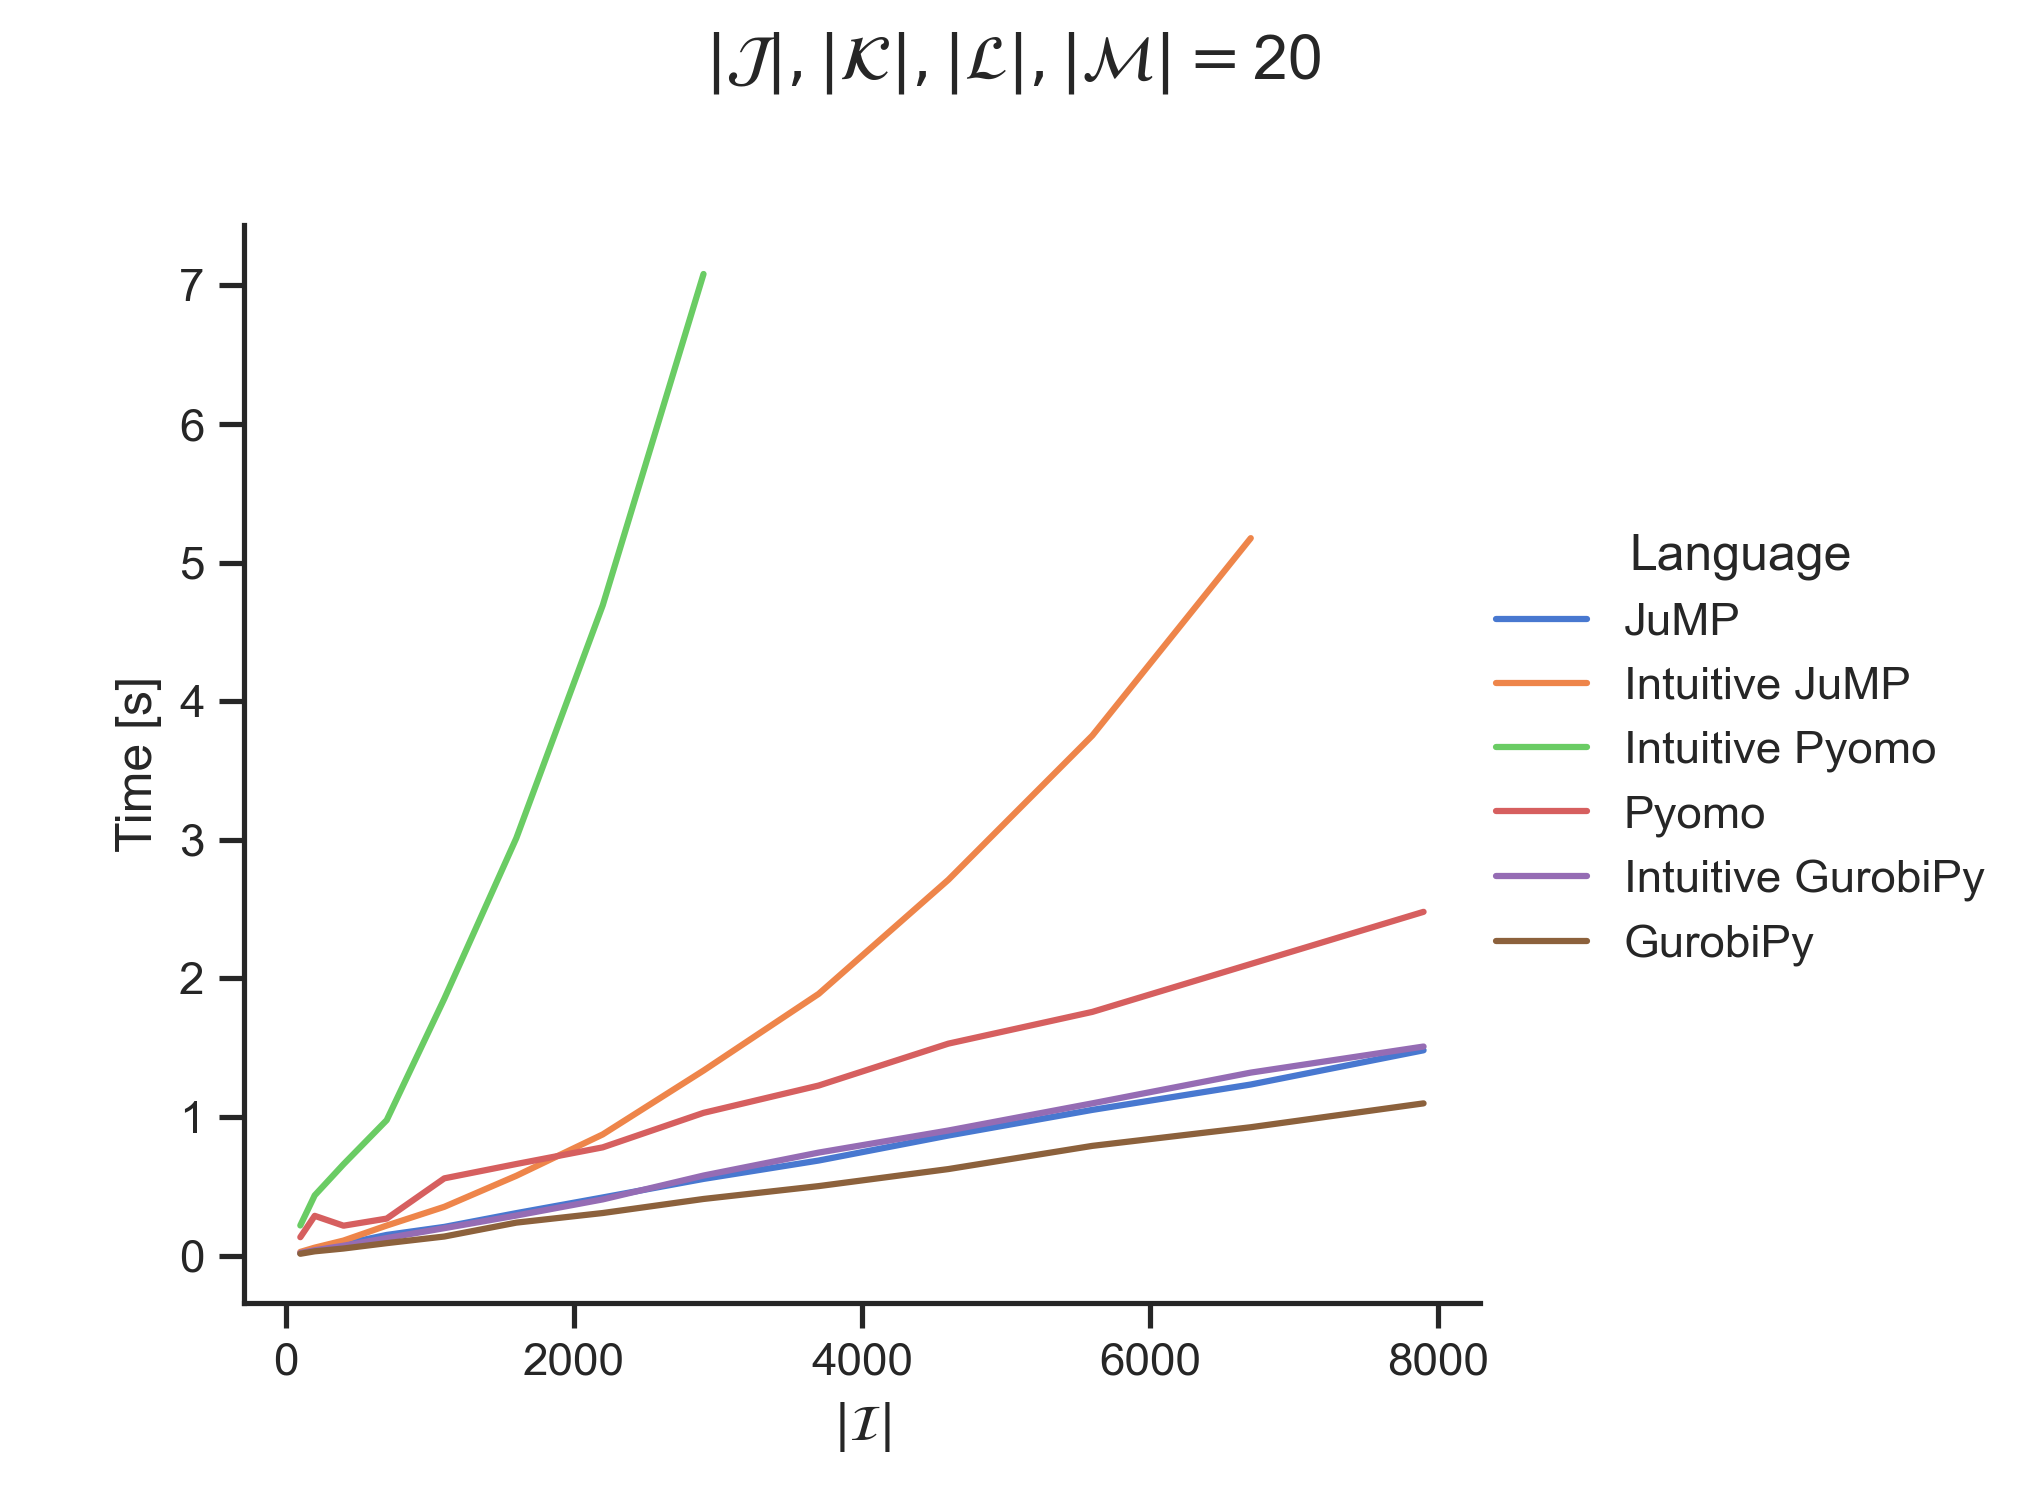 |𝒥|, |𝒦|, |ℒ|, |ℳ| = 20
7
6
5
4
3
2
1
0
Time [s]
0 2000 4000 6000 8000
|ℐ|
Language
JuMP
Intuitive JuMP
Intuitive Pyomo
Pyomo
Intuitive GurobiPy
GurobiPy